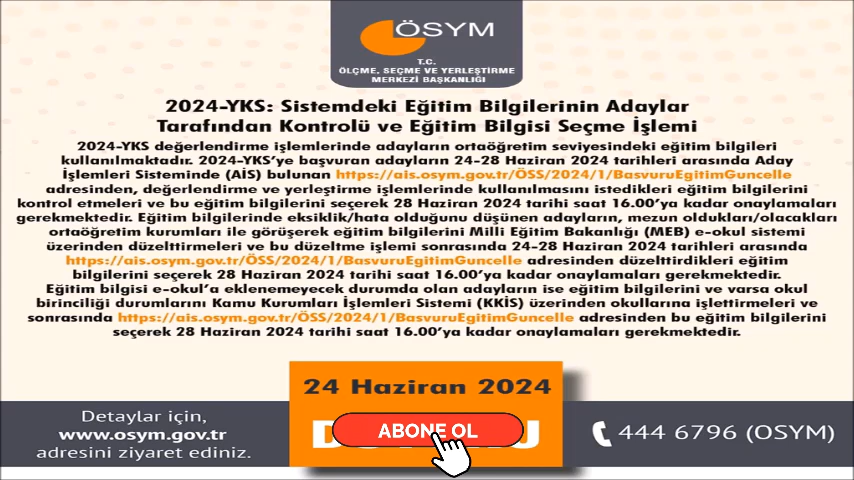 ÖSYM
T.C.
ÖLÇME, SEÇME VE YERLEŞTİRME
MERKEZİ BAŞKANLIĞI
2024-YKS: Sistemdeki Eğitim Bilgilerinin Adaylar
Tarafından Kontrolü ve Eğitim Bilgisi Seçme İşlemi
2024-YKS değerlendirme işlemlerinde adayların ortaöğretim seviyesindeki eğitim bilgileri
kullanılmaktadır. 2024-YKS'ye başvuran adayların 24-28 Haziran 2024 tarihleri arasında Aday
İşlemleri Sisteminde (AİS) bulunan https://ais.osym.gov.tr/ÖSS/2024/1/BasvuruEgitimGuncelle
adresinden, değerlendirme ve yerleştirme işlemlerinde kullanılmasını istedikleri eğitim bilgilerini
kontrol etmeleri ve bu eğitim bilgilerini seçerek 28 Haziran 2024 tarihi saat 16.00'ya kadar onaylamaları
gerekmektedir. Eğitim bilgilerinde eksiklik/hata olduğunu düşünen adayların, mezun oldukları/olacakları
ortaöğretim kurumları ile görüşerek eğitim bilgilerini Milli Eğitim Bakanlığı (MEB) e-okul sistemi
üzerinden düzelttirmeleri ve bu düzeltme işlemi sonrasında 24-28 Haziran 2024 tarihleri arasında
https://ais.osym.gov.tr/ÖSS/2024/1/BasvuruEgitimGuncelle adresinden düzelttirdikleri eğitim
bilgilerini seçerek 28 Haziran 2024 tarihi saat 16.00'ya kadar onaylamaları gerekmektedir.
Eğitim bilgisi e-okul'a eklenemeyecek durumda olan adayların ise eğitim bilgilerini ve varsa okul
birinciliği durumlarını Kamu Kurumları İşlemleri Sistemi (KKİS) üzerinden okullarına işlettirmeleri ve
sonrasında https://ais.osym.gov.tr/ÖSS/2024/1/BasvuruEgitimGuncelle adresinden bu eğitim bilgilerini
seçerek 28 Haziran 2024 tarihi saat 16.00'ya kadar onaylamaları gerekmektedir.
24 Haziran 2024
ABONE OL
Detaylar için,
www.osym.gov.tr
adresini ziyaret ediniz.
444 6796 (OSYM)